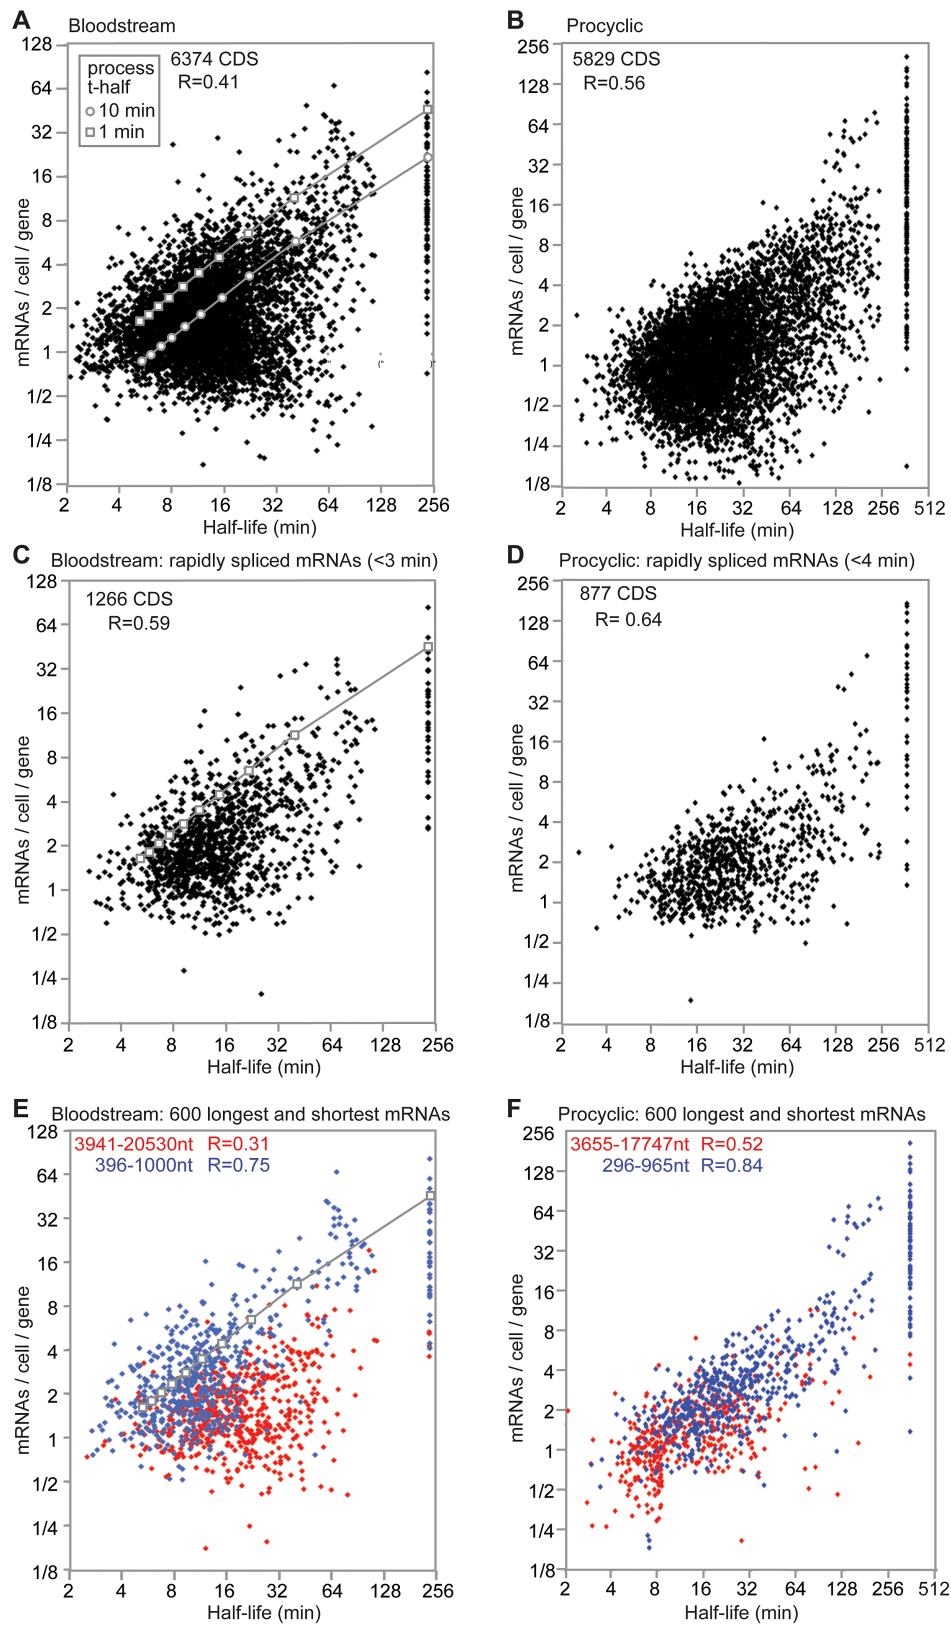 A Bloodstream
128
64
32
16
8
4
2
1
1/2
1/4
1/8
mRNAs / cell / gene
process
t-half
10 min
1 min
6374 CDS
R=0.41
2 4 8 16 32 64 128 256
Half-life (min)
B Procyclic
256
128
64
32
16
8
4
2
1
1/2
1/4
1/8
mRNAs / cell / gene
5829 CDS
R=0.56
2 4 8 16 32 64 128 256 512
Half-life (min)
C Bloodstream: rapidly spliced mRNAs (<3 min)
128
64
32
16
8
4
2
1
1/2
1/4
1/8
mRNAs / cell / gene
1266 CDS
R=0.59
2 4 8 16 32 64 128 256
Half-life (min)
D Procyclic: rapidly spliced mRNAs (<4 min)
256
128
64
32
16
8
4
2
1
1/2
1/4
1/8
mRNAs / cell / gene
877 CDS
R= 0.64
2 4 8 16 32 64 128 256 512
Half-life (min)
E Bloodstream: 600 longest and shortest mRNAs
128
64
32
16
8
4
2
1
1/2
1/4
1/8
mRNAs / cell / gene
3941-20530nt R=0.31
396-1000nt R=0.75
2 4 8 16 32 64 128 256
Half-life (min)
F Procyclic: 600 longest and shortest mRNAs
256
128
64
32
16
8
4
2
1
1/2
1/4
1/8
mRNAs / cell / gene
3655-17747nt R=0.52
296-965nt R=0.84
2 4 8 16 32 64 128 256 512
Half-life (min)